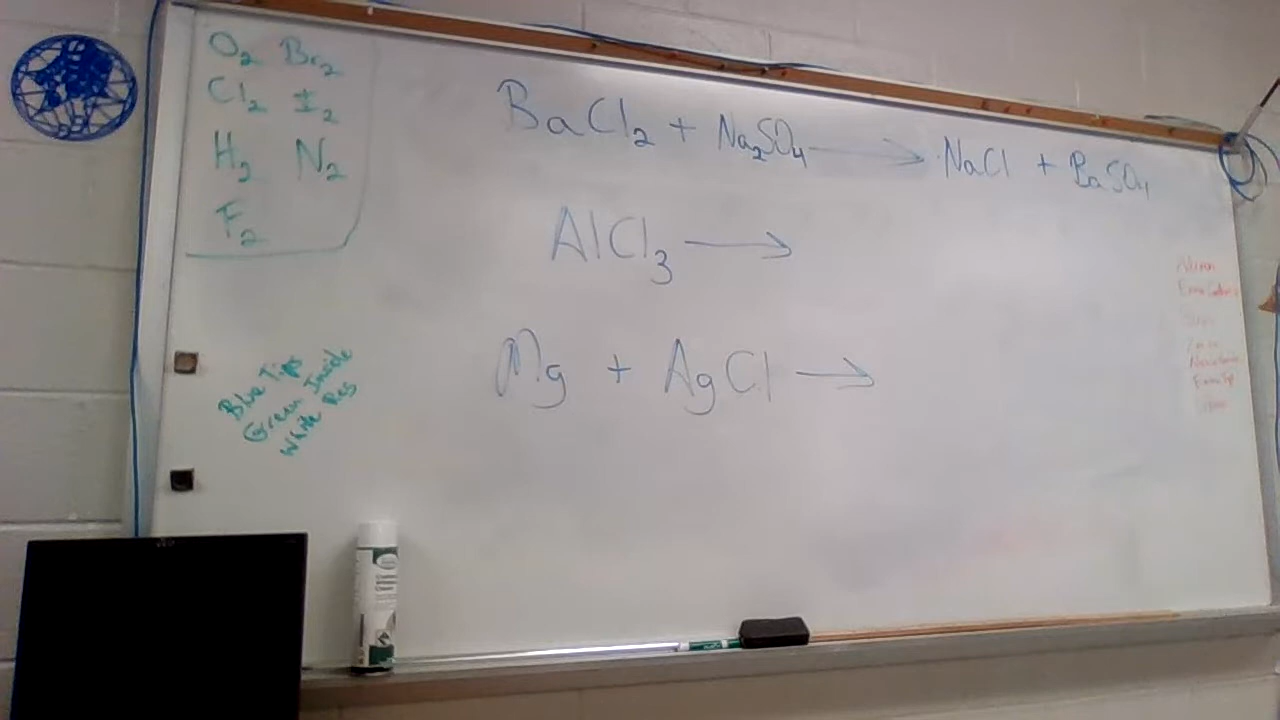 O₂ Br₂
Cl₂ I₂
H₂ N₂
F₂
BaCl₂ + Na₂SO₄ → NaCl + BaSO₄
AlCl₃ →
Mg + AgCl →
Blue Tips
Green Inside
White Reg